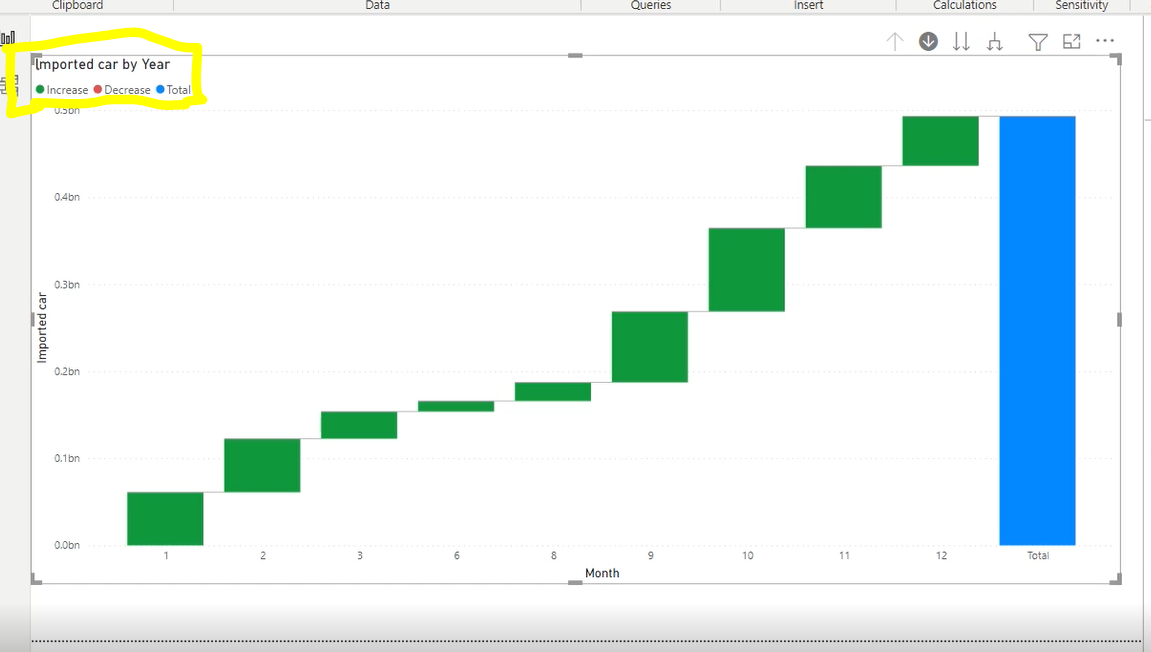 Clipboard Data Queries Insert Calculations Sensitivity
Imported car by Year
Increase Decrease Total
0.5bn
0.4bn
0.3bn
0.2bn
0.1bn
0.0bn
Imported car
1 2 3 6 8 9 10 11 12 Total
Month